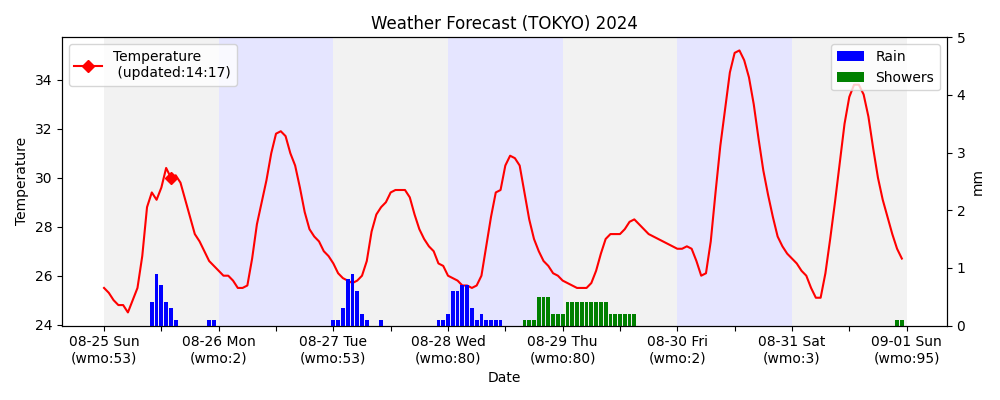 Weather Forecast (TOKYO) 2024
Temperature
(updated:14:17)
Rain
Showers
Temperature
34
32
30
28
26
24
5
4
3
2
1
0
mm
08-25 Sun
(wmo:53)
08-26 Mon
(wmo:2)
08-27 Tue
(wmo:53)
08-28 Wed
(wmo:80)
08-29 Thu
(wmo:80)
08-30 Fri
(wmo:2)
08-31 Sat
(wmo:3)
09-01 Sun
(wmo:95)
Date